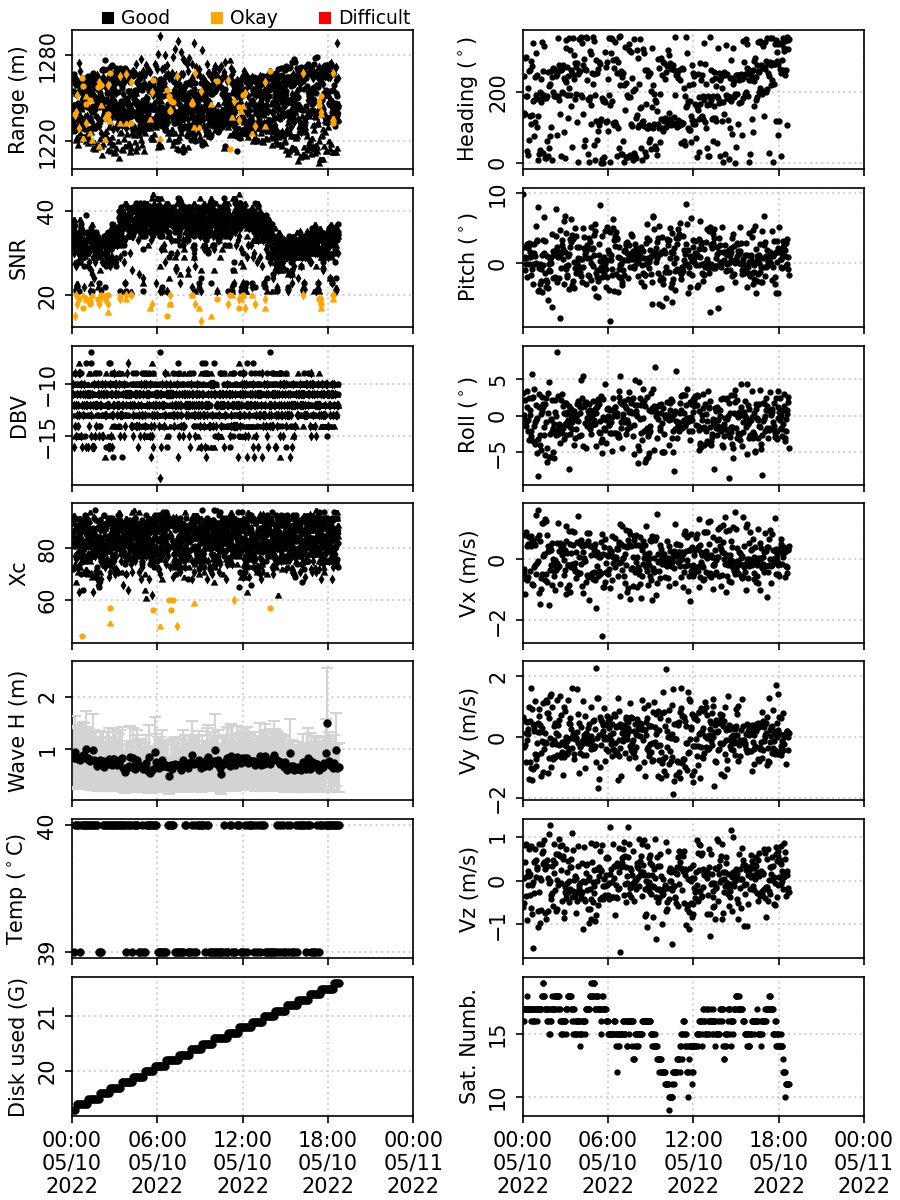 Good Okay Difficult
Range (m)
1280
1220
Heading (°)
200
0
SNR
40
20
Pitch (°)
10
0
DBV
−10
−15
Roll (°)
5
0
−5
Xc
80
60
Vx (m/s)
0
−2
Wave H (m)
2
1
Vy (m/s)
2
0
−2
Temp (°C)
40
39
Vz (m/s)
1
0
−1
Disk used (G)
21
20
Sat. Numb.
15
10
00:00 06:00 12:00 18:00 00:00
05/10 05/10 05/10 05/10 05/11
2022 2022 2022 2022 2022
00:00 06:00 12:00 18:00 00:00
05/10 05/10 05/10 05/10 05/11
2022 2022 2022 2022 2022